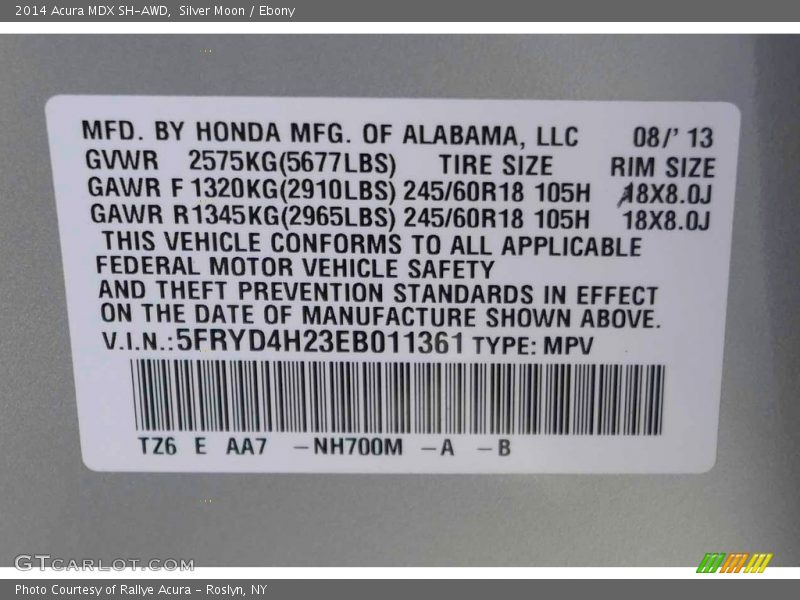 2014 Acura MDX SH-AWD,  Silver Moon / Ebony
MFD. BY HONDA MFG. OF ALABAMA, LLC 08/' 13
GVWR 2575KG(5677LBS) TIRE SIZE RIM SIZE
GAWR F 1320KG(2910LBS) 245/60R18 105H 18X8.0J
GAWR R 1345KG(2965LBS) 245/60R18 105H 18X8.0J
THIS VEHICLE CONFORMS TO ALL APPLICABLE
FEDERAL MOTOR VEHICLE SAFETY
AND THEFT PREVENTION STANDARDS IN EFFECT
ON THE DATE OF MANUFACTURE SHOWN ABOVE.
V.I.N.: 5FRYD4H23EB011361 TYPE: MPV
TZ6 E AA7 -NH700M -A -B
GTCARLOT.COM
Photo Courtesy of Rallye Acura - Roslyn, NY